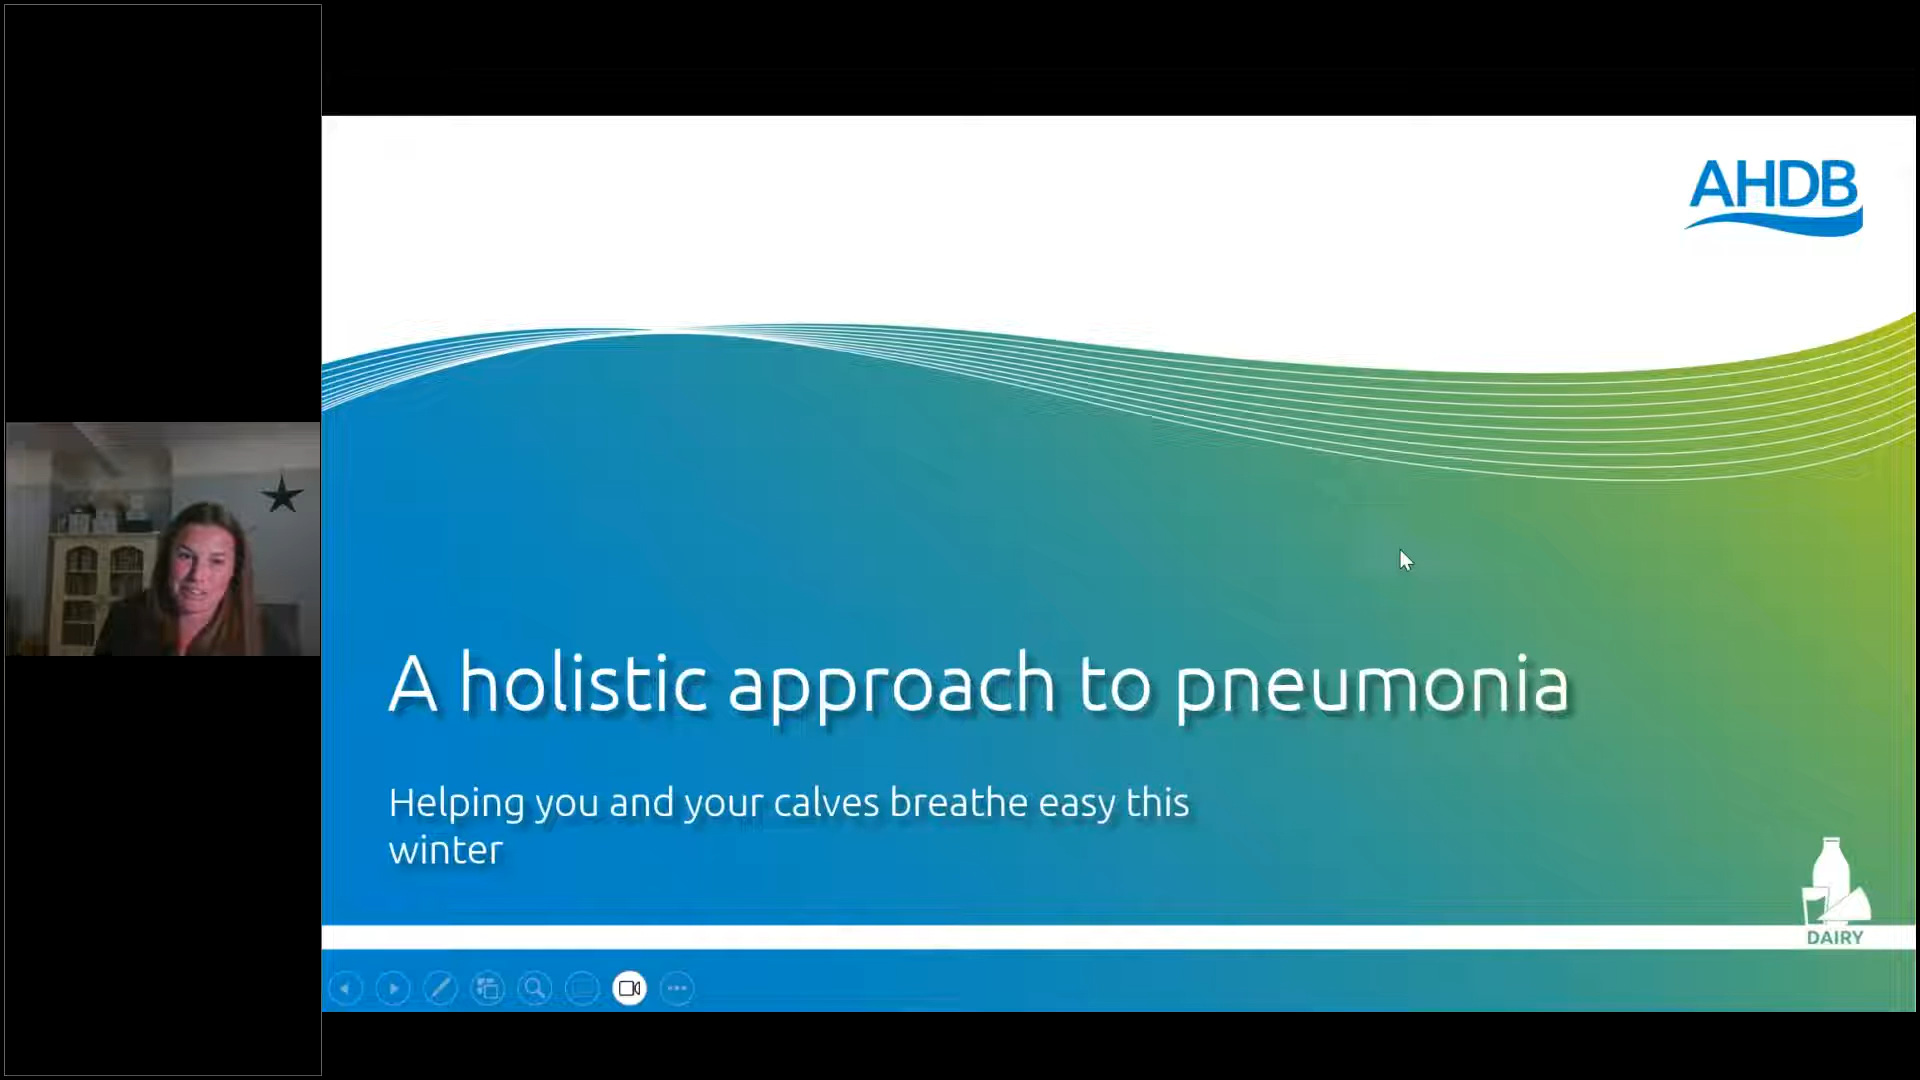 AHDB
A holistic approach to pneumonia
Helping you and your calves breathe easy this
winter
DAIRY